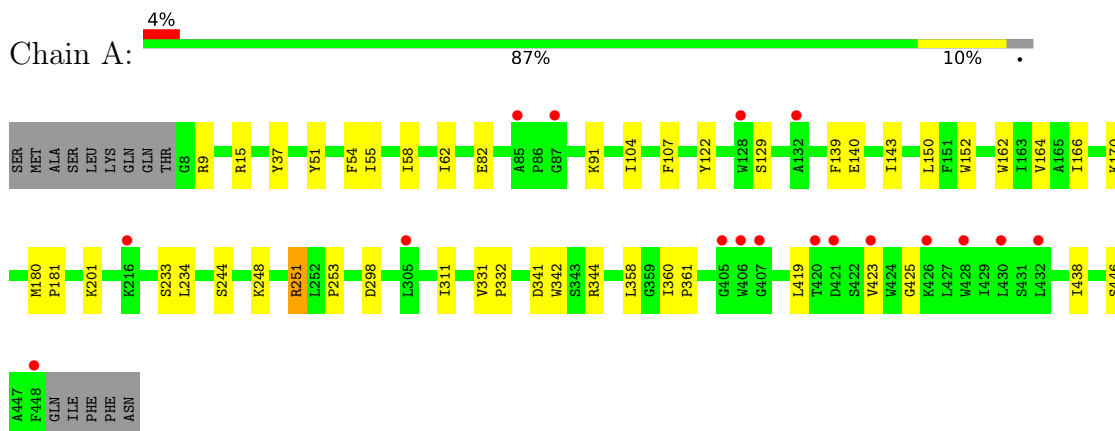 4%
Chain A:
87% 10% •
SER MET ALA SER LEU LYS GLN GLN THR G8 R9 R15 Y37 Y51 F54 I55 I58 I62 E82 A85 P86 G87 K91 I104 F107 Y122 W128 S129 A132 F139 E140 I143 L150 F151 W152 W162 I163 V164 A165 I166 K170
M180 P181 K201 K216 S233 L234 S244 K248 R251 L252 P253 D298 L305 I311 V331 P332 D341 W342 S343 R344 L358 G359 I360 P361 G405 W406 G407 L419 T420 D421 S422 V423 W424 G425 K426 L427 W428 I429 L430 S431 L432 I438 S446
A447 F448 GLN ILE PHE PHE ASN